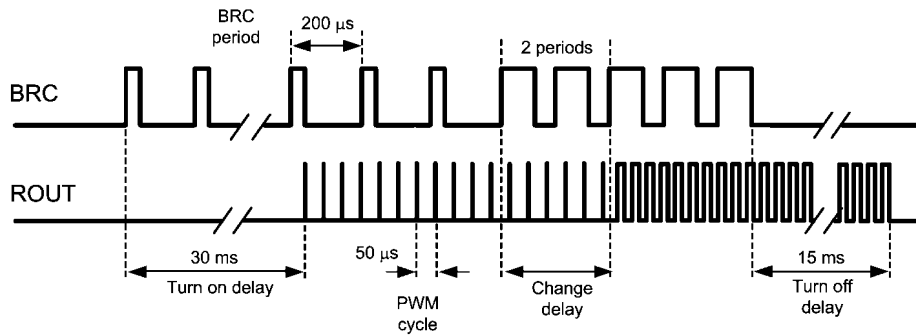 BRC
period
200 µs
2 periods
BRC
ROUT
30 ms
Turn on delay
50 µs
PWM
cycle
Change
delay
15 ms
Turn off
delay